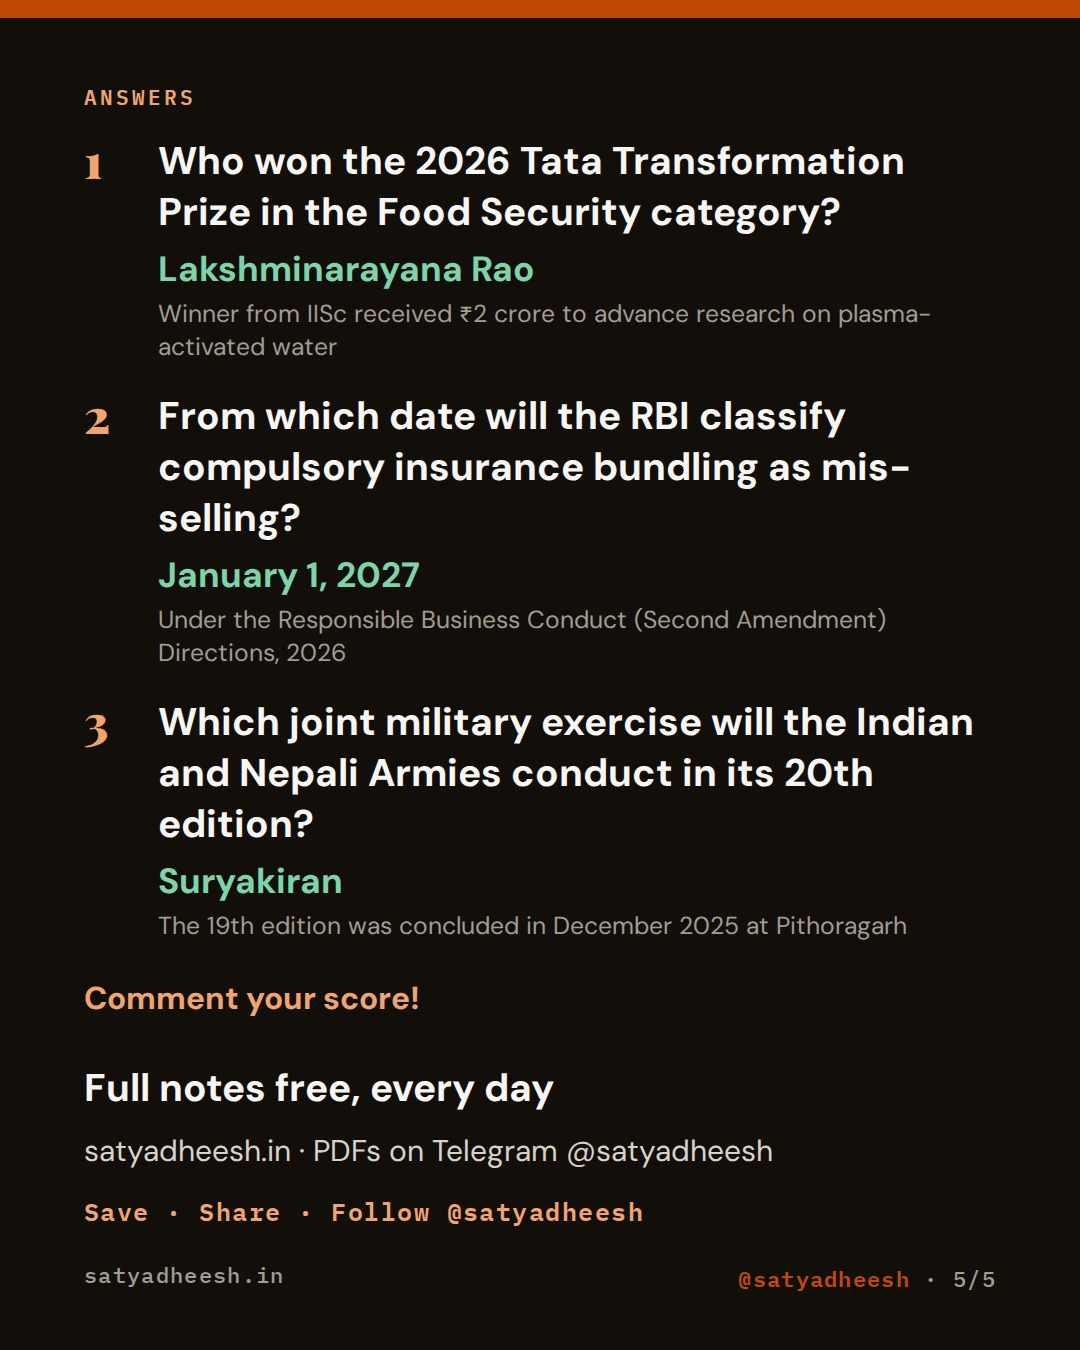 ANSWERS
1
Who won the 2026 Tata Transformation
Prize in the Food Security category?
Lakshminarayana Rao
Winner from IISc received ₹2 crore to advance research on plasma-
activated water
2
From which date will the RBI classify
compulsory insurance bundling as mis-
selling?
January 1, 2027
Under the Responsible Business Conduct (Second Amendment)
Directions, 2026
3
Which joint military exercise will the Indian
and Nepali Armies conduct in its 20th
edition?
Suryakiran
The 19th edition was concluded in December 2025 at Pithoragarh
Comment your score!
Full notes free, every day
satyadheesh.in · PDFs on Telegram @satyadheesh
Save · Share · Follow @satyadheesh
satyadheesh.in
@satyadheesh · 5/5